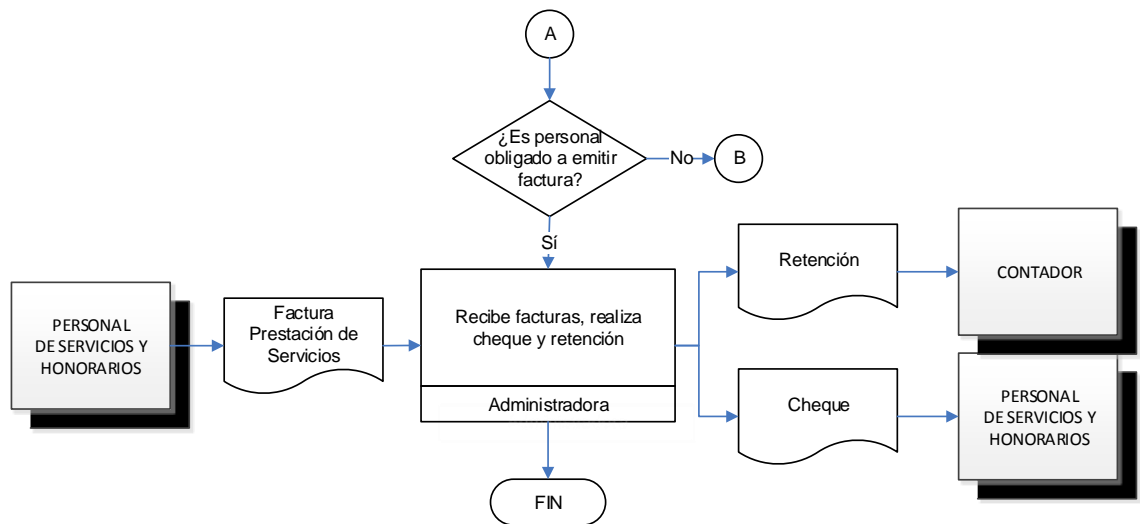 A
¿Es personal
obligado a emitir
factura?
No
B
Sí
PERSONAL
DE SERVICIOS Y
HONORARIOS
Factura
Prestación de
Servicios
Recibe facturas, realiza
cheque y retención
Administradora
Retención
CONTADOR
Cheque
PERSONAL
DE SERVICIOS Y
HONORARIOS
FIN